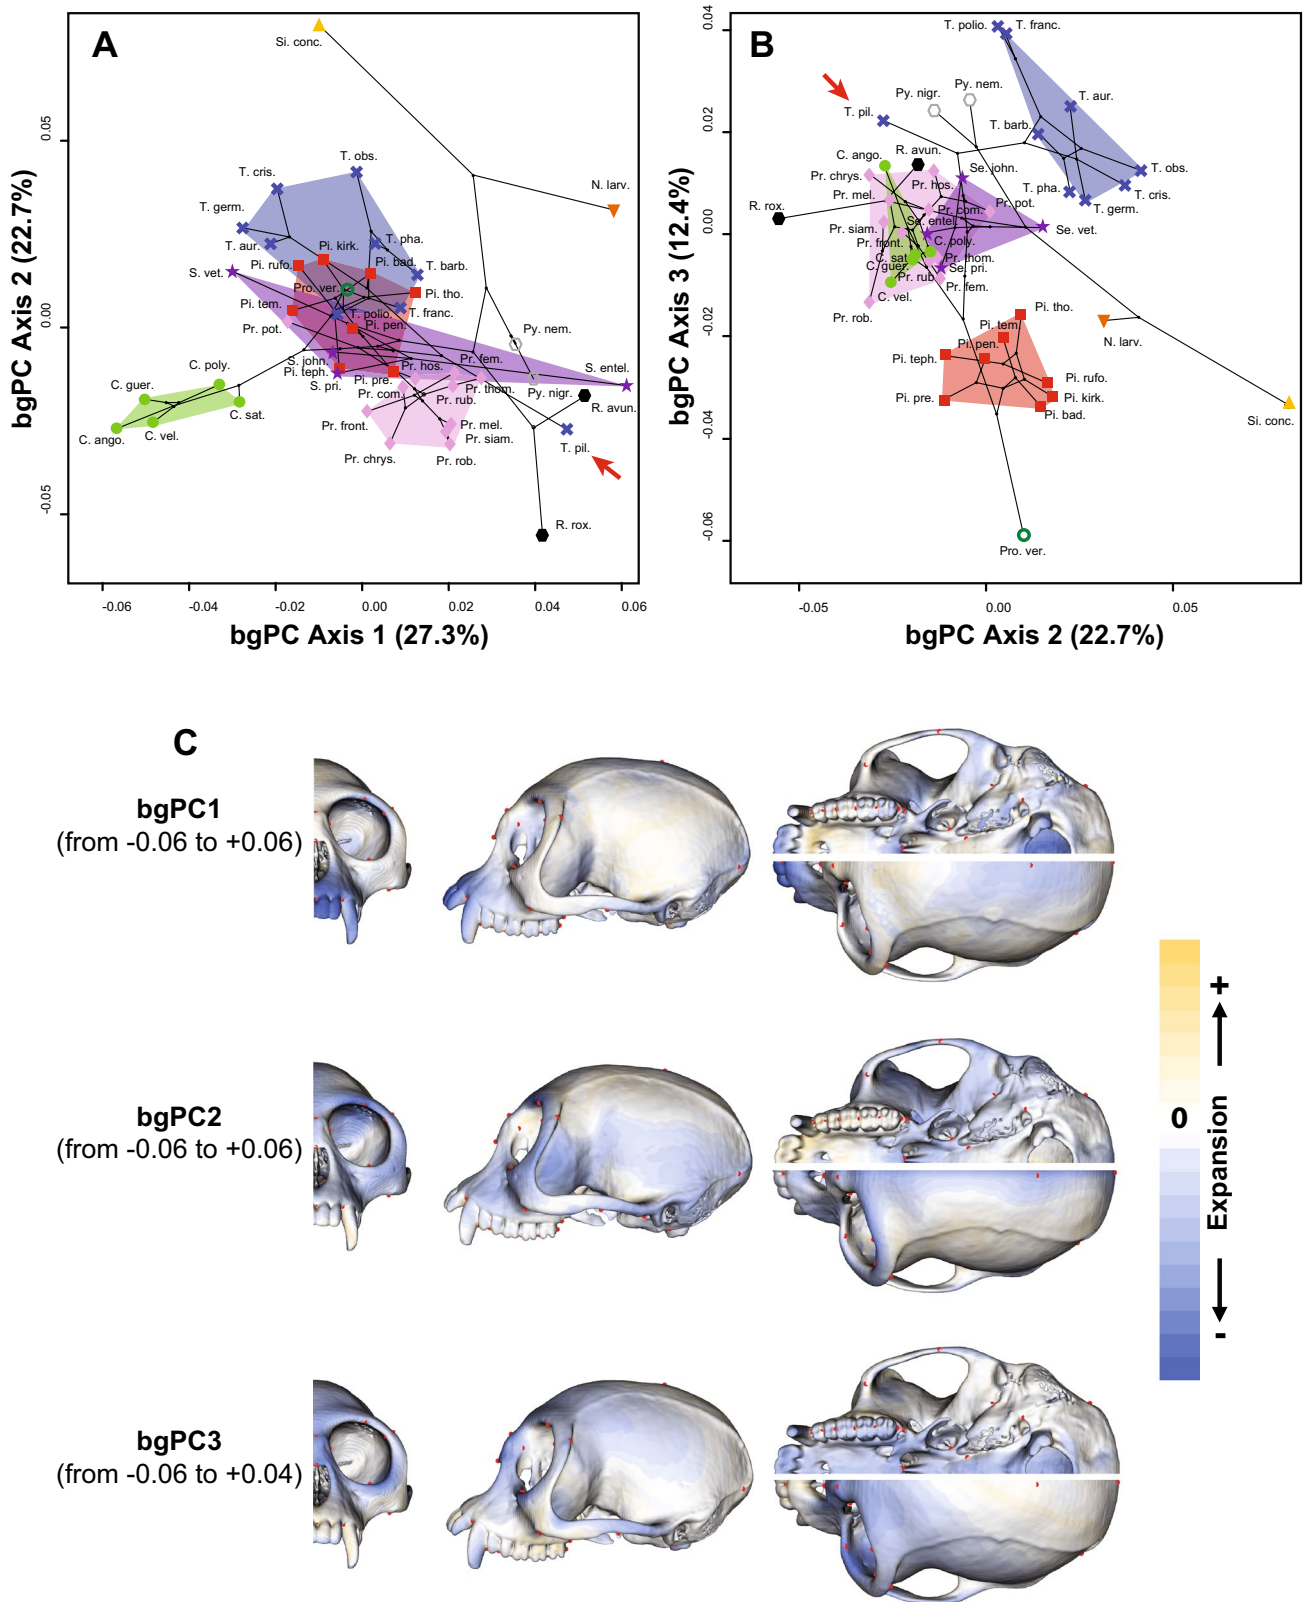 A
Si. conc.
T. obs.
T. cris.
N. larv.
T. germ.
T. aur.
T. pha.
Pi. kirk.
Pi. rufo.
Pi. bad.
T. barb.
S. vet.
Pro. ver.
Pi. tho.
Pi. tem.
T. polio.
T. franc.
Pr. pot.
Pi. pen.
Py. nem.
S. john.
Pr. fem.
C. poly.
Pi. teph.
Pr. hos.
S. entel.
C. guer.
S. pri.
Pi. pre.
Pr. thom.
Py. nigr.
Pr. com.
Pr. rub.
R. avun.
C. sat.
Pr. front.
Pr. mel.
C. ango.
C. vel.
Pr. siam.
T. pil.
Pr. chrys.
Pr. rob.
R. rox.
0.05
0.00
-0.05
bgPC Axis 2 (22.7%)
-0.06
-0.04
-0.02
0.00
0.02
0.04
0.06
bgPC Axis 1 (27.3%)
B
T. polio.
T. franc.
Py. nigr.
Py. nem.
T. aur.
T. pil.
T. barb.
R. avun.
C. ango.
Se. john.
T. obs.
Pr. chrys.
Pr. hos.
T. pha.
T. cris.
Pr. mel.
Pr. com.
Pr. pot.
T. germ.
R. rox.
Se. entel.
Pr. siam.
Se. vet.
Pr. front.
C. poly.
C. sat.
Pr. thom.
C. guer.
Se. pri.
Pr. rub.
Pr. fem.
C. vel.
Pr. rob.
Pi. tho.
Pi. tem.
N. larv.
Pi. pen.
Pi. teph.
Pi. rufo.
Pi. pre.
Pi. kirk.
Pi. bad.
Si. conc.
Pro. ver.
0.04
0.02
0.00
-0.02
-0.04
-0.06
bgPC Axis 3 (12.4%)
-0.05
0.00
0.05
bgPC Axis 2 (22.7%)
C
bgPC1
(from -0.06 to +0.06)
bgPC2
(from -0.06 to +0.06)
bgPC3
(from -0.06 to +0.04)
+
0
Expansion
-